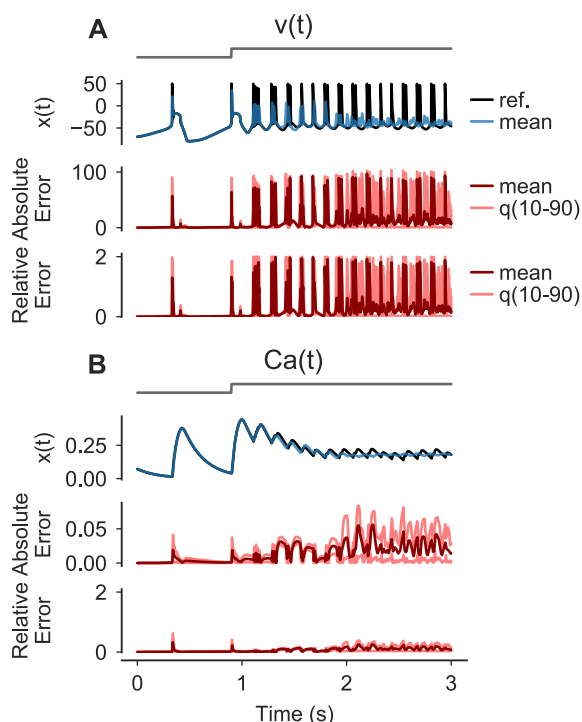 A
v(t)
x(t)
50
0
−50
ref.
mean
Absolute
Error
100
0
mean
q(10-90)
Relative
Error
2
0
mean
q(10-90)
B
Ca(t)
x(t)
0.25
0.00
Absolute
Error
0.05
0.00
Relative
Error
2
0
0
1
2
3
Time (s)